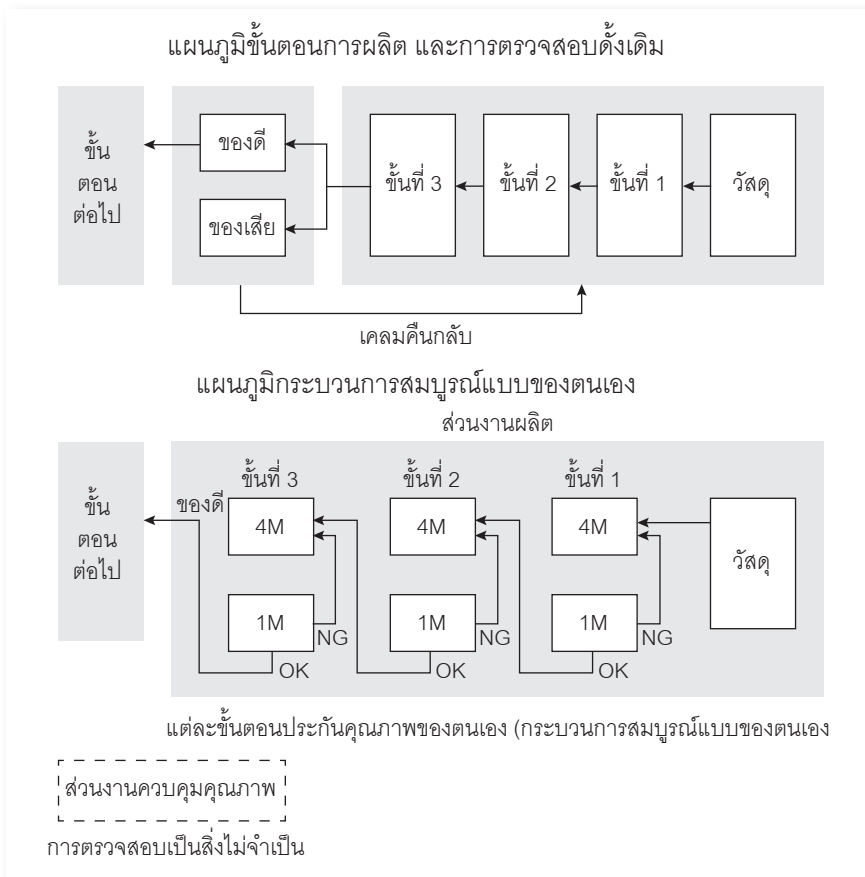 แผนภูมิขั้นตอนการผลิต และการตรวจสอบดั้งเดิม
ขั้น
ตอน
ต่อไป
ของดี
ของเสีย
ขั้นที่ 3
ขั้นที่ 2
ขั้นที่ 1
วัสดุ
เคลมคืนกลับ
แผนภูมิกระบวนการสมบูรณ์แบบของตนเอง
ส่วนงานผลิต
ขั้น
ตอน
ต่อไป
ของดี
ขั้นที่ 3
ขั้นที่ 2
ขั้นที่ 1
4M
4M
4M
วัสดุ
1M
NG
1M
NG
1M
NG
OK
OK
OK
แต่ละขั้นตอนประกันคุณภาพของตนเอง (กระบวนการสมบูรณ์แบบของตนเอง
ส่วนงานควบคุมคุณภาพ
การตรวจสอบเป็นสิ่งไม่จำเป็น